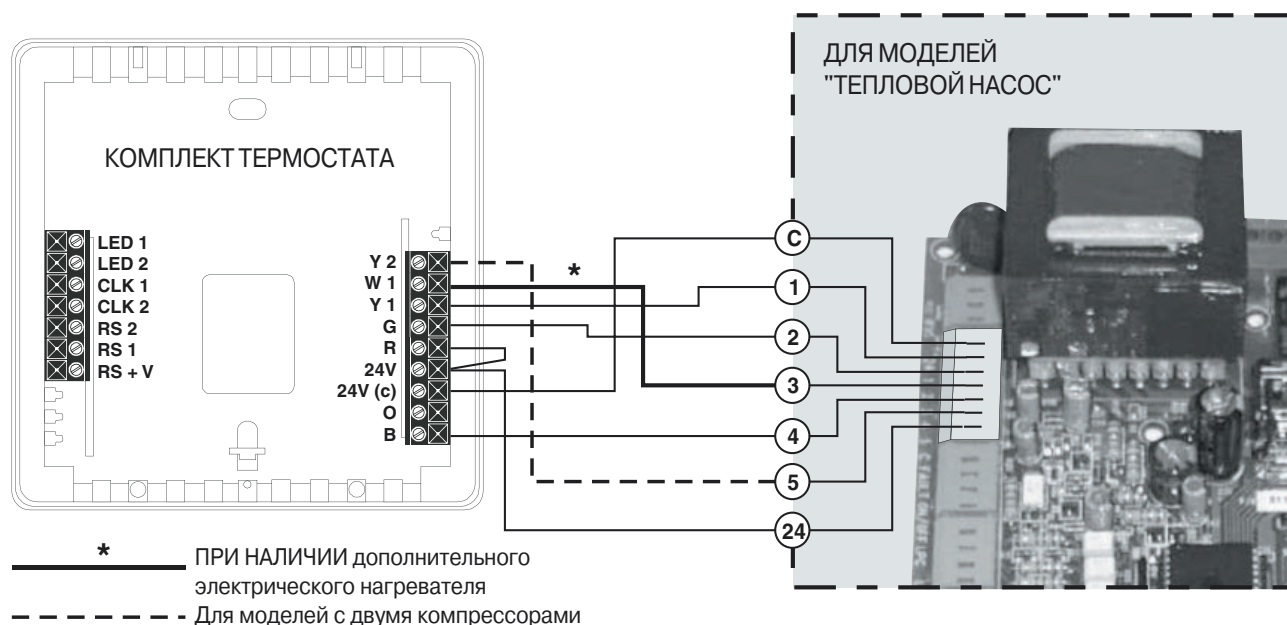 ДЛЯ МОДЕЛЕЙ
"ТЕПЛОВОЙ НАСОС"
КОМПЛЕКТ ТЕРМОСТАТА
LED 1
LED 2
CLK 1
CLK 2
RS 2
RS 1
RS + V
Y 2
W 1
Y 1
G
R
24V
24V (c)
O
B
*
C
1
2
3
4
5
24
* ПРИ НАЛИЧИИ дополнительного
электрического нагревателя
Для моделей с двумя компрессорами